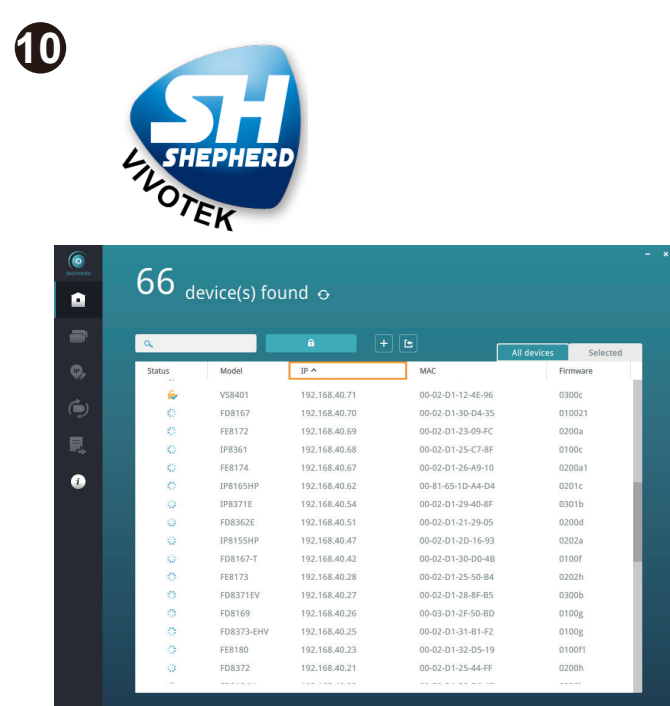 10
SH
SHEPHERD
VIVOTEK
SHEPHERD
66 device(s) found
All devices Selected
Status Model IP MAC Firmware
VS8401 192.168.40.71 00-02-D1-12-4E-96 0300c
FD8167 192.168.40.70 00-02-D1-30-D4-35 010021
FE8172 192.168.40.69 00-02-D1-23-09-FC 0200a
IP8361 192.168.40.68 00-02-D1-25-C7-8F 0100c
FE8174 192.168.40.67 00-02-D1-26-A9-10 0200a1
IP8165HP 192.168.40.62 00-81-65-1D-A4-D4 0201c
IP8371E 192.168.40.54 00-02-D1-29-40-8F 0301b
FD8362E 192.168.40.51 00-02-D1-21-29-05 0200d
IP8155HP 192.168.40.47 00-02-D1-2D-16-93 0202a
FD8167-T 192.168.40.42 00-02-D1-30-D0-4B 0100f
FE8173 192.168.40.28 00-02-D1-25-50-B4 0202h
FD8371EV 192.168.40.27 00-02-D1-28-8F-B5 0300b
FD8169 192.168.40.26 00-03-D1-2F-50-BD 0100g
FD8373-EHV 192.168.40.25 00-02-D1-31-B1-F2 0100g
FE8180 192.168.40.23 00-02-D1-32-D5-19 0100f1
FD8372 192.168.40.21 00-02-D1-25-44-FF 0200h